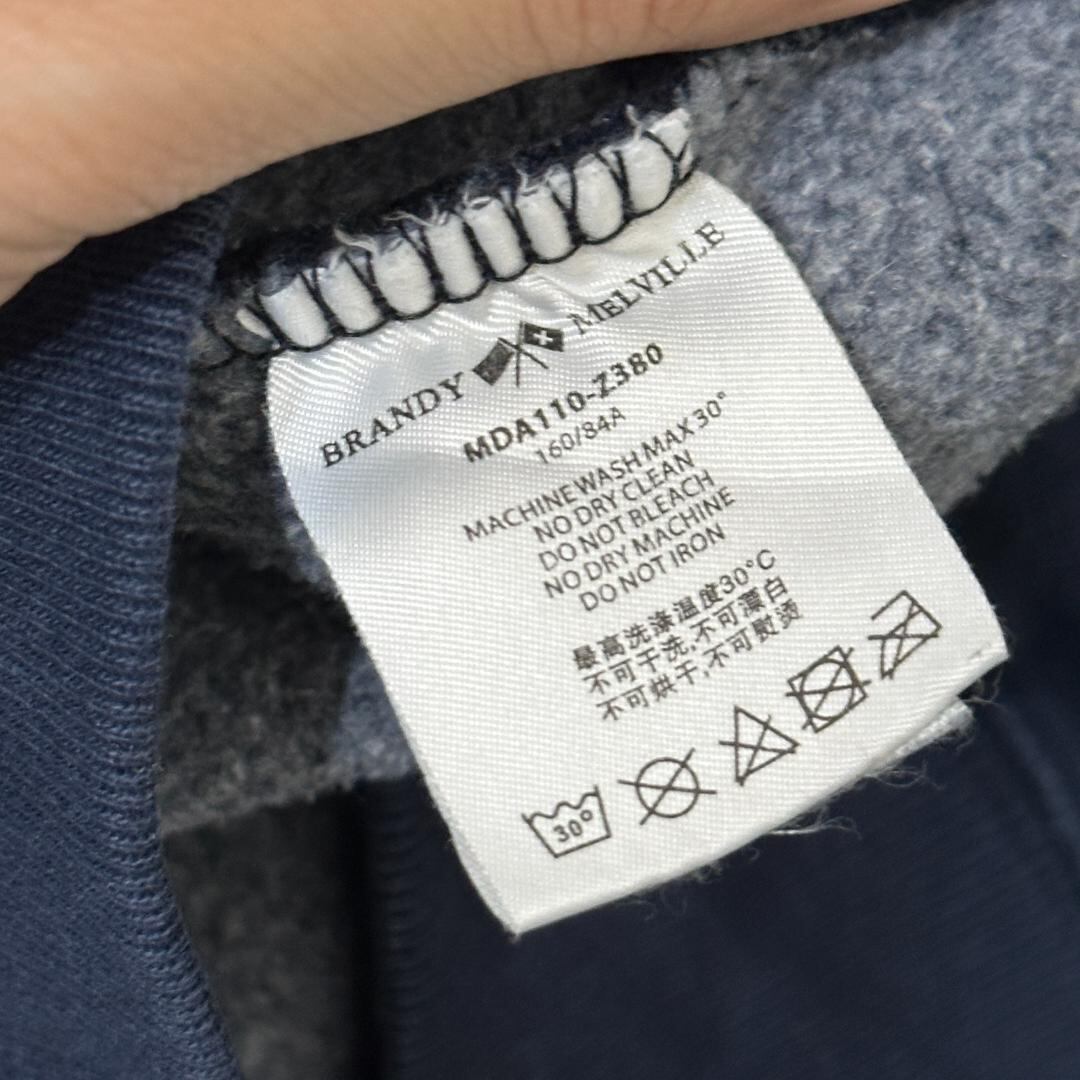 BRANDY MELVILLE
MDA110-Z380
160/84A
MACHINE WASH MAX 30°
NO DRY CLEAN
DO NOT BLEACH
NO DRY MACHINE
DO NOT IRON
最高洗涤温度30°C
不可干洗,不可漂白
不可烘干,不可熨烫
30°